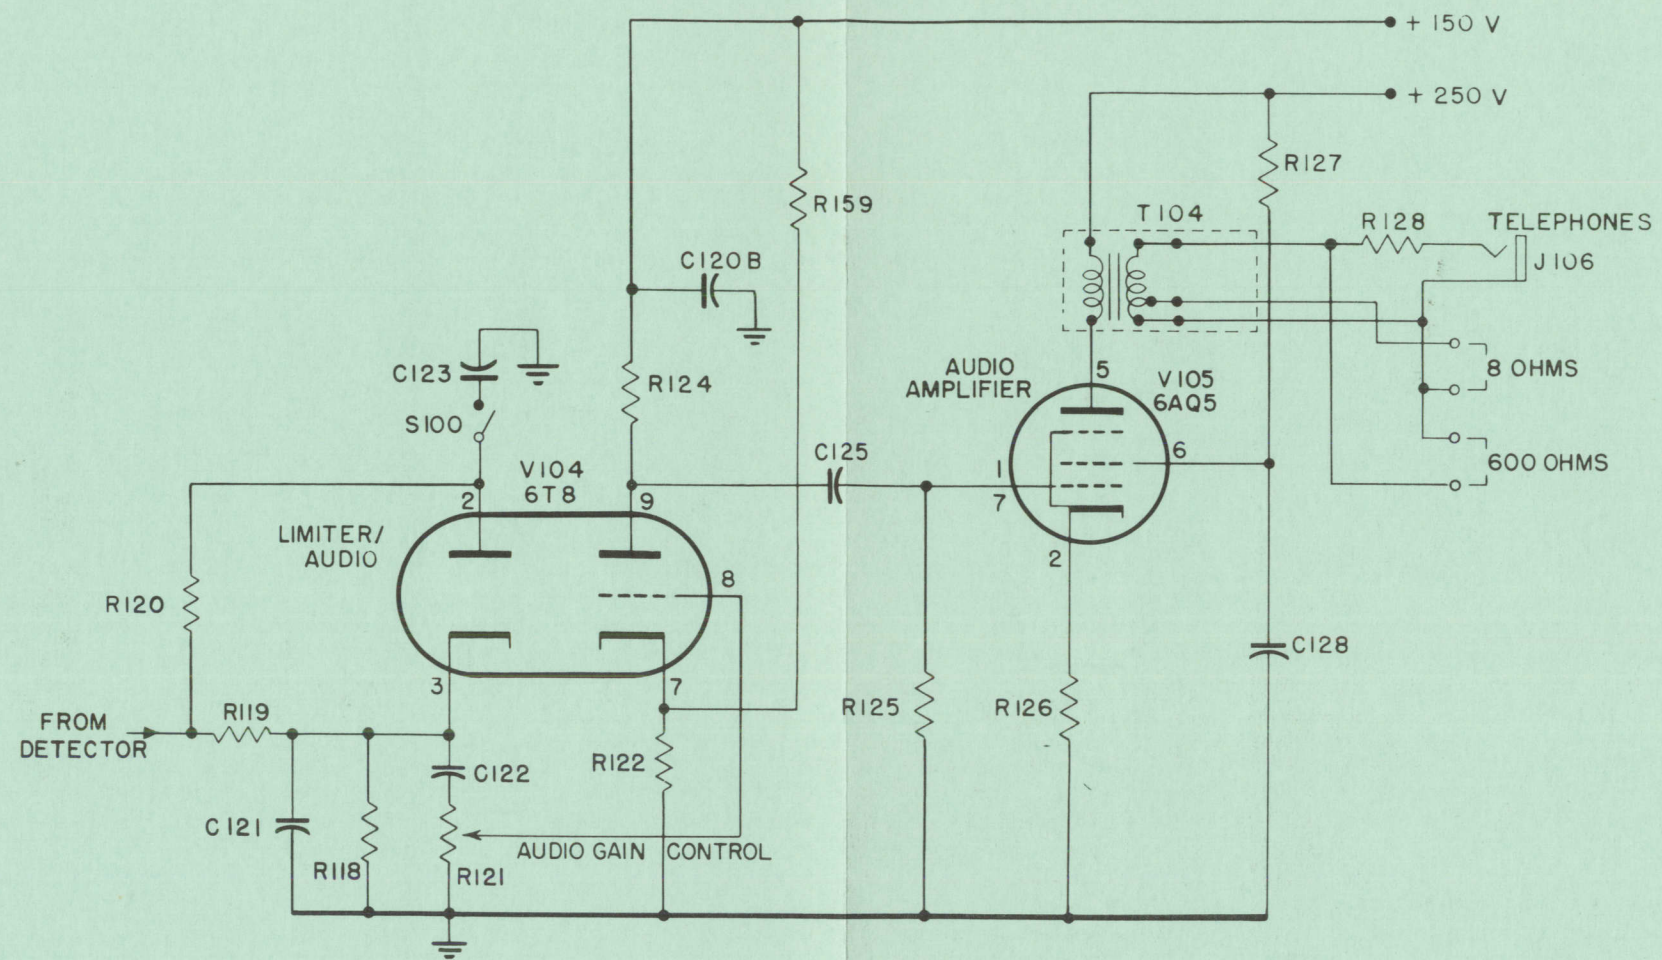 + 150 V
+ 250 V
R127
R159
T104
R128
TELEPHONES
J106
C120B
C123
R124
S100
AUDIO
AMPLIFIER
5
V105
6AQ5
8 OHMS
C125
1
7
6
600 OHMS
V104
6T8
2
9
LIMITER/
AUDIO
2
8
R120
C128
3
7
R125
R126
FROM
DETECTOR
R119
R122
C122
C121
AUDIO GAIN CONTROL
R118
R121